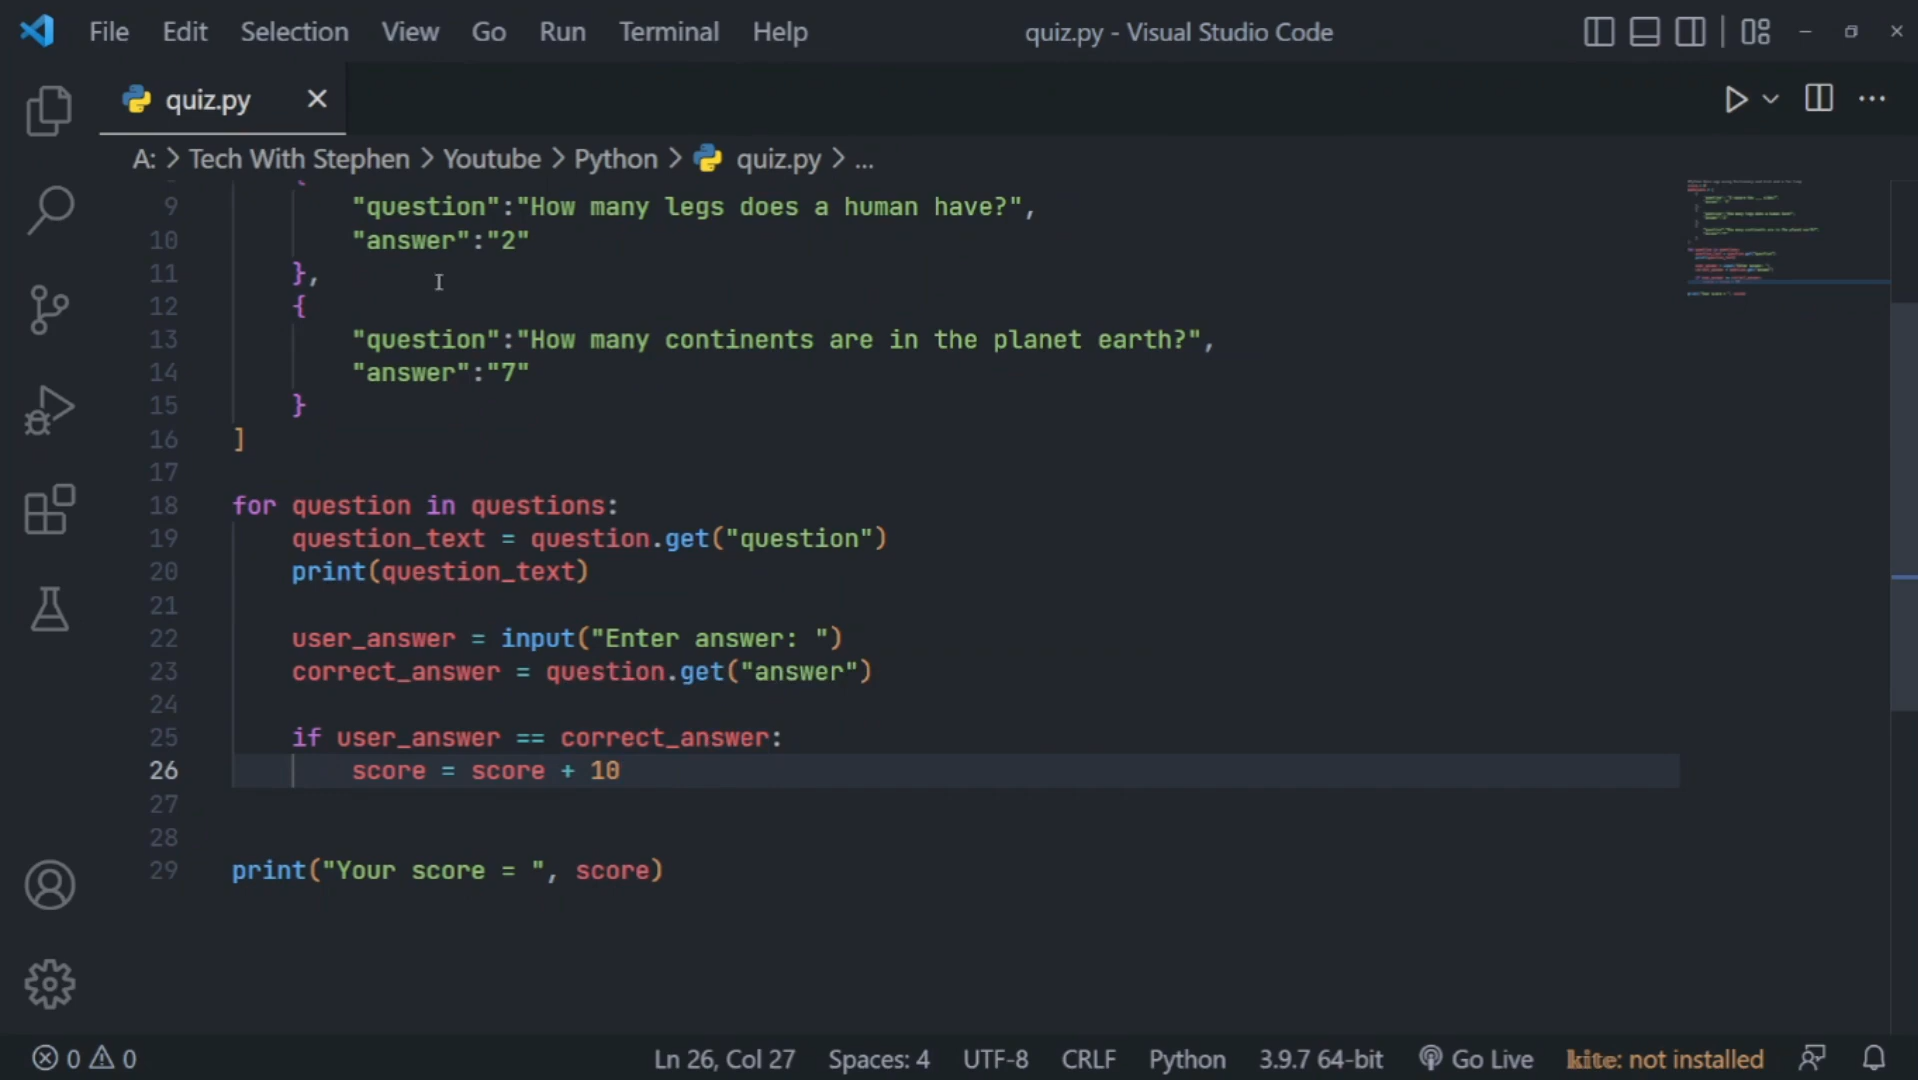 File Edit Selection View Go Run Terminal Help quiz.py - Visual Studio Code
quiz.py
A: > Tech With Stephen > Youtube > Python > quiz.py > ...
9 "question":"How many legs does a human have?",
10 "answer":"2"
11 },
12 {
13 "question":"How many continents are in the planet earth?",
14 "answer":"7"
15 }
16 ]
17
18 for question in questions:
19 question_text = question.get("question")
20 print(question_text)
21
22 user_answer = input("Enter answer: ")
23 correct_answer = question.get("answer")
24
25 if user_answer == correct_answer:
26 score = score + 10
27
28
29 print("Your score = ", score)
0 0 Ln 26, Col 27 Spaces: 4 UTF-8 CRLF Python 3.9.7 64-bit Go Live kite: not installed